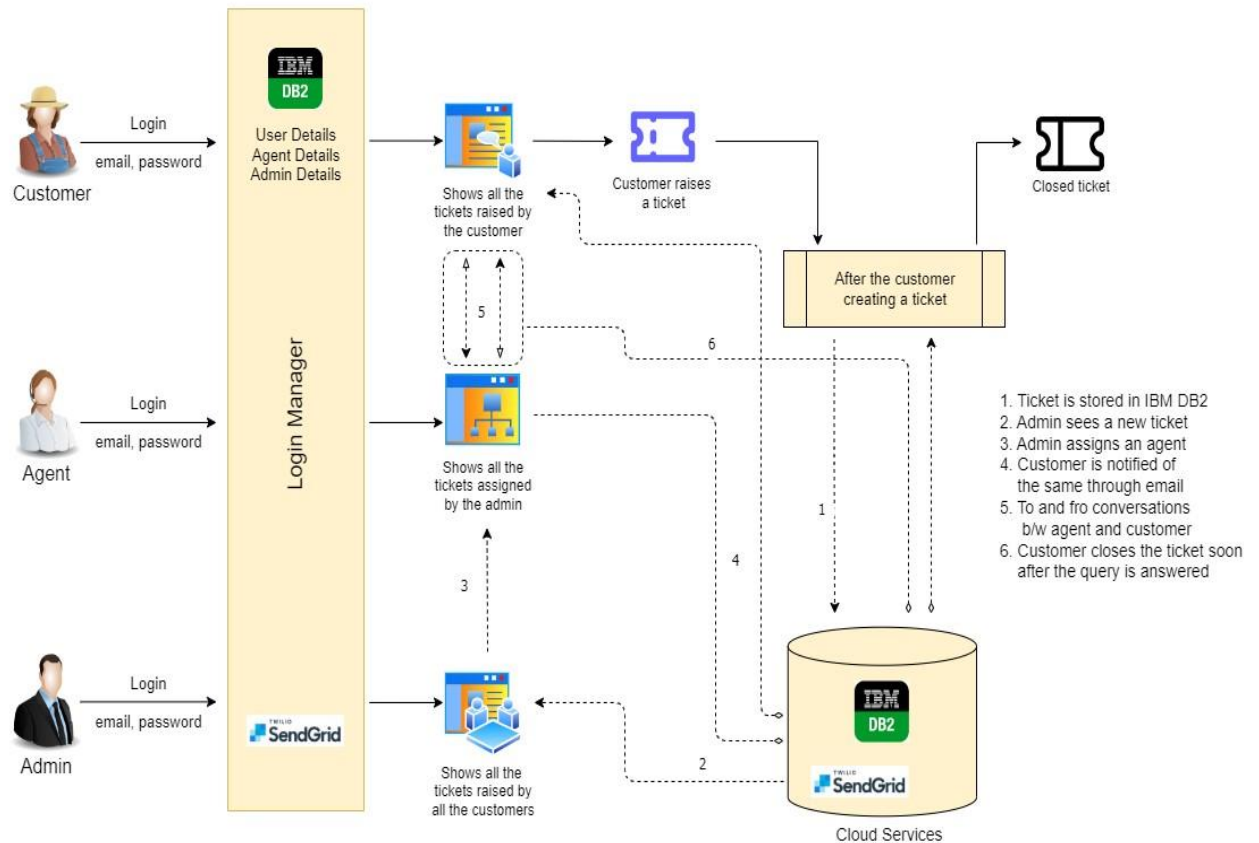 IBM
DB2
User Details
Agent Details
Admin Details
Login Manager
TWILIO
SendGrid
Login
email, password
Customer
Login
email, password
Agent
Login
email, password
Admin
Shows all the
tickets raised by
the customer
Customer raises
a ticket
Closed ticket
After the customer
creating a ticket
5
6
Shows all the
tickets assigned
by the admin
1
4
3
2
Shows all the
tickets raised by
all the customers
1. Ticket is stored in IBM DB2
2. Admin sees a new ticket
3. Admin assigns an agent
4. Customer is notified of
the same through email
5. To and fro conversations
b/w agent and customer
6. Customer closes the ticket soon
after the query is answered
IBM
DB2
TWILIO
SendGrid
Cloud Services